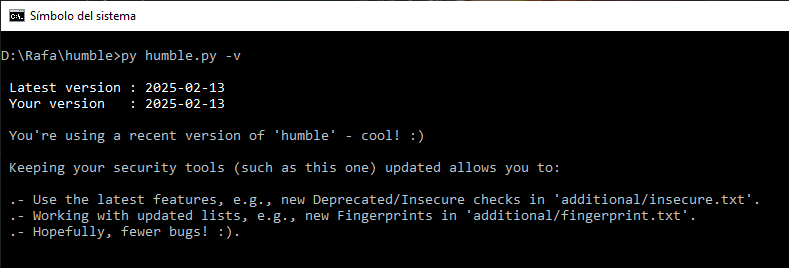 Símbolo del sistema
D:\Rafa\humble>py humble.py -v
Latest version : 2025-02-13
Your version   : 2025-02-13
You're using a recent version of 'humble' - cool! :)
Keeping your security tools (such as this one) updated allows you to:
.- Use the latest features, e.g., new Deprecated/Insecure checks in 'additional/insecure.txt'.
.- Working with updated lists, e.g., new Fingerprints in 'additional/fingerprint.txt'.
.- Hopefully, fewer bugs! :).